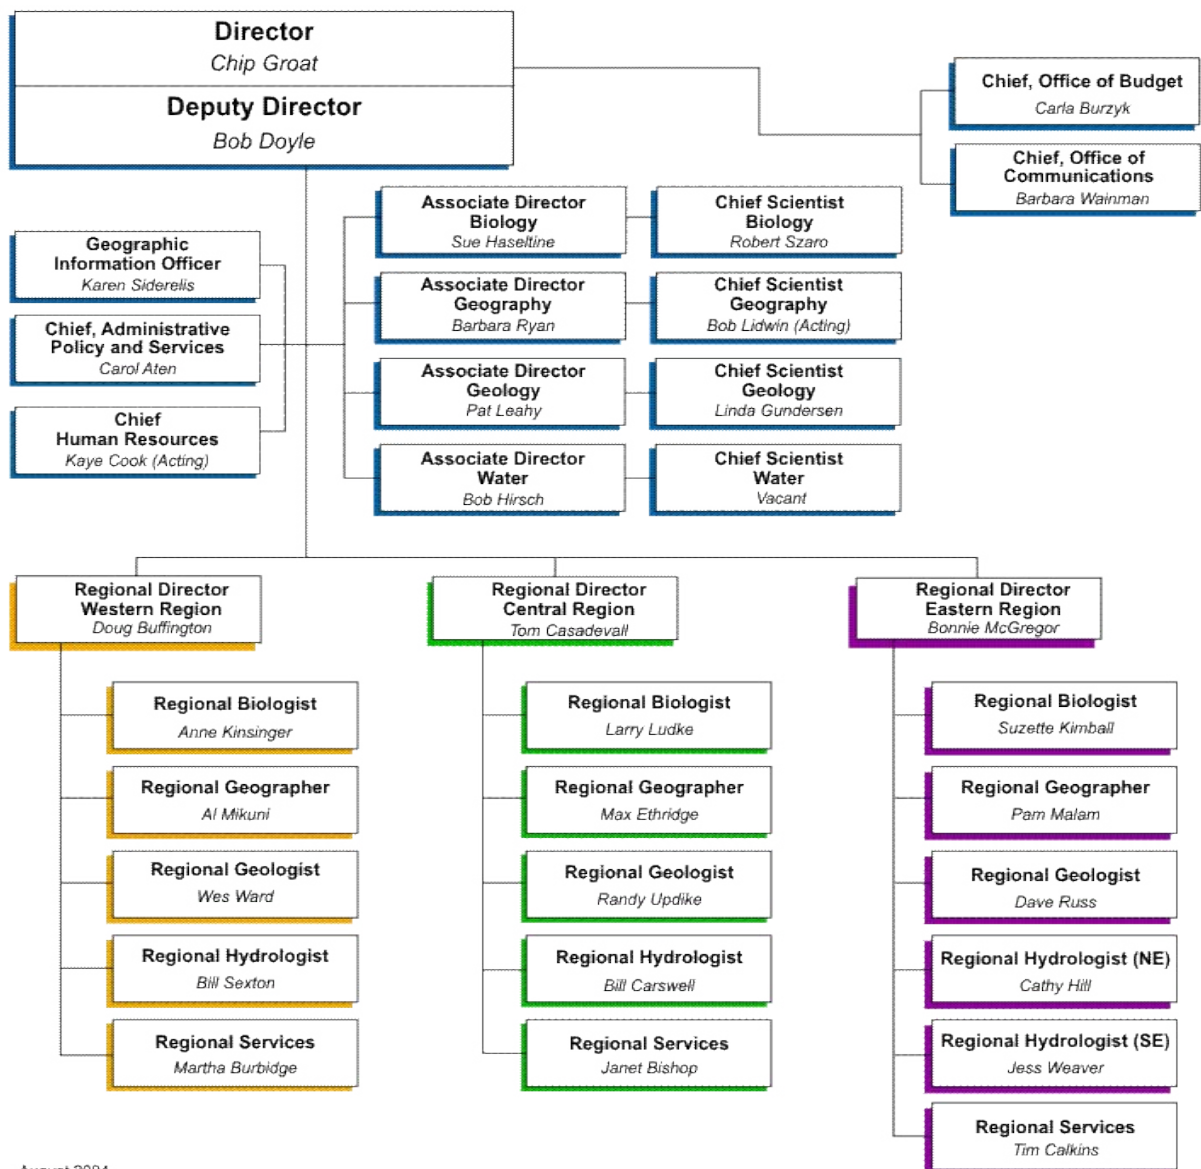 Director
Chip Groat
Deputy Director
Bob Doyle
Chief, Office of Budget
Carla Burzyk
Chief, Office of
Communications
Barbara Wainman
Geographic
Information Officer
Karen Siderelis
Chief, Administrative
Policy and Services
Carol Aten
Chief
Human Resources
Kaye Cook (Acting)
Associate Director
Biology
Sue Haseltine
Chief Scientist
Biology
Robert Szaro
Associate Director
Geography
Barbara Ryan
Chief Scientist
Geography
Bob Lidwin (Acting)
Associate Director
Geology
Pat Leahy
Chief Scientist
Geology
Linda Gundersen
Associate Director
Water
Bob Hirsch
Chief Scientist
Water
Vacant
Regional Director
Western Region
Doug Buffington
Regional Biologist
Anne Kinsinger
Regional Geographer
Al Mikuni
Regional Geologist
Wes Ward
Regional Hydrologist
Bill Sexton
Regional Services
Martha Burbidge
Regional Director
Central Region
Tom Casadevall
Regional Biologist
Larry Ludke
Regional Geographer
Max Ethridge
Regional Geologist
Randy Updike
Regional Hydrologist
Bill Carswell
Regional Services
Janet Bishop
Regional Director
Eastern Region
Bonnie McGregor
Regional Biologist
Suzette Kimball
Regional Geographer
Pam Malam
Regional Geologist
Dave Russ
Regional Hydrologist (NE)
Cathy Hill
Regional Hydrologist (SE)
Jess Weaver
Regional Services
Tim Calkins
August 2004